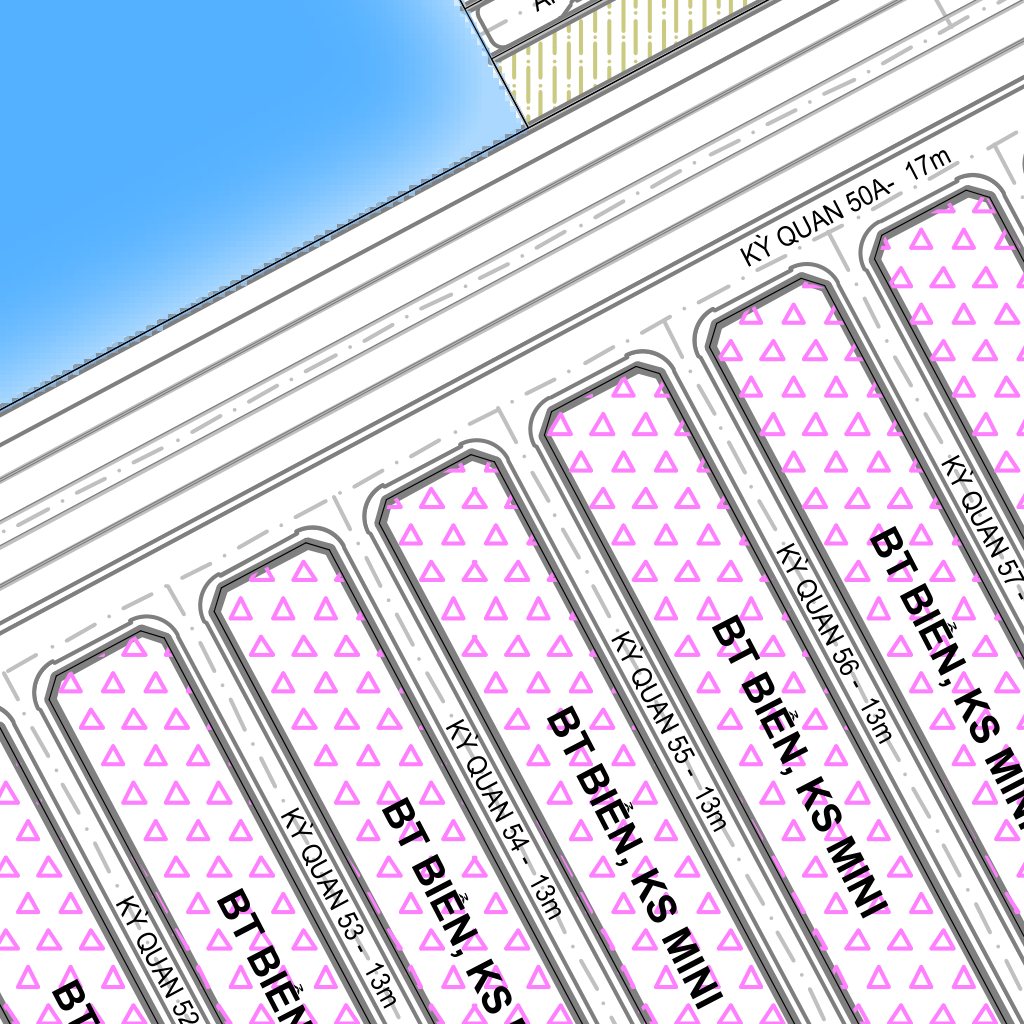 KỲ QUAN 50A- 17m
KỲ QUAN 57 -
BT BIỂN, KS MINI
KỲ QUAN 56 - 13m
BT BIỂN, KS MINI
KỲ QUAN 55 - 13m
BT BIỂN, KS MINI
KỲ QUAN 54 - 13m
BT BIỂN, KS
KỲ QUAN 53 - 13m
BT BIỂN
KỲ QUAN 52
BT